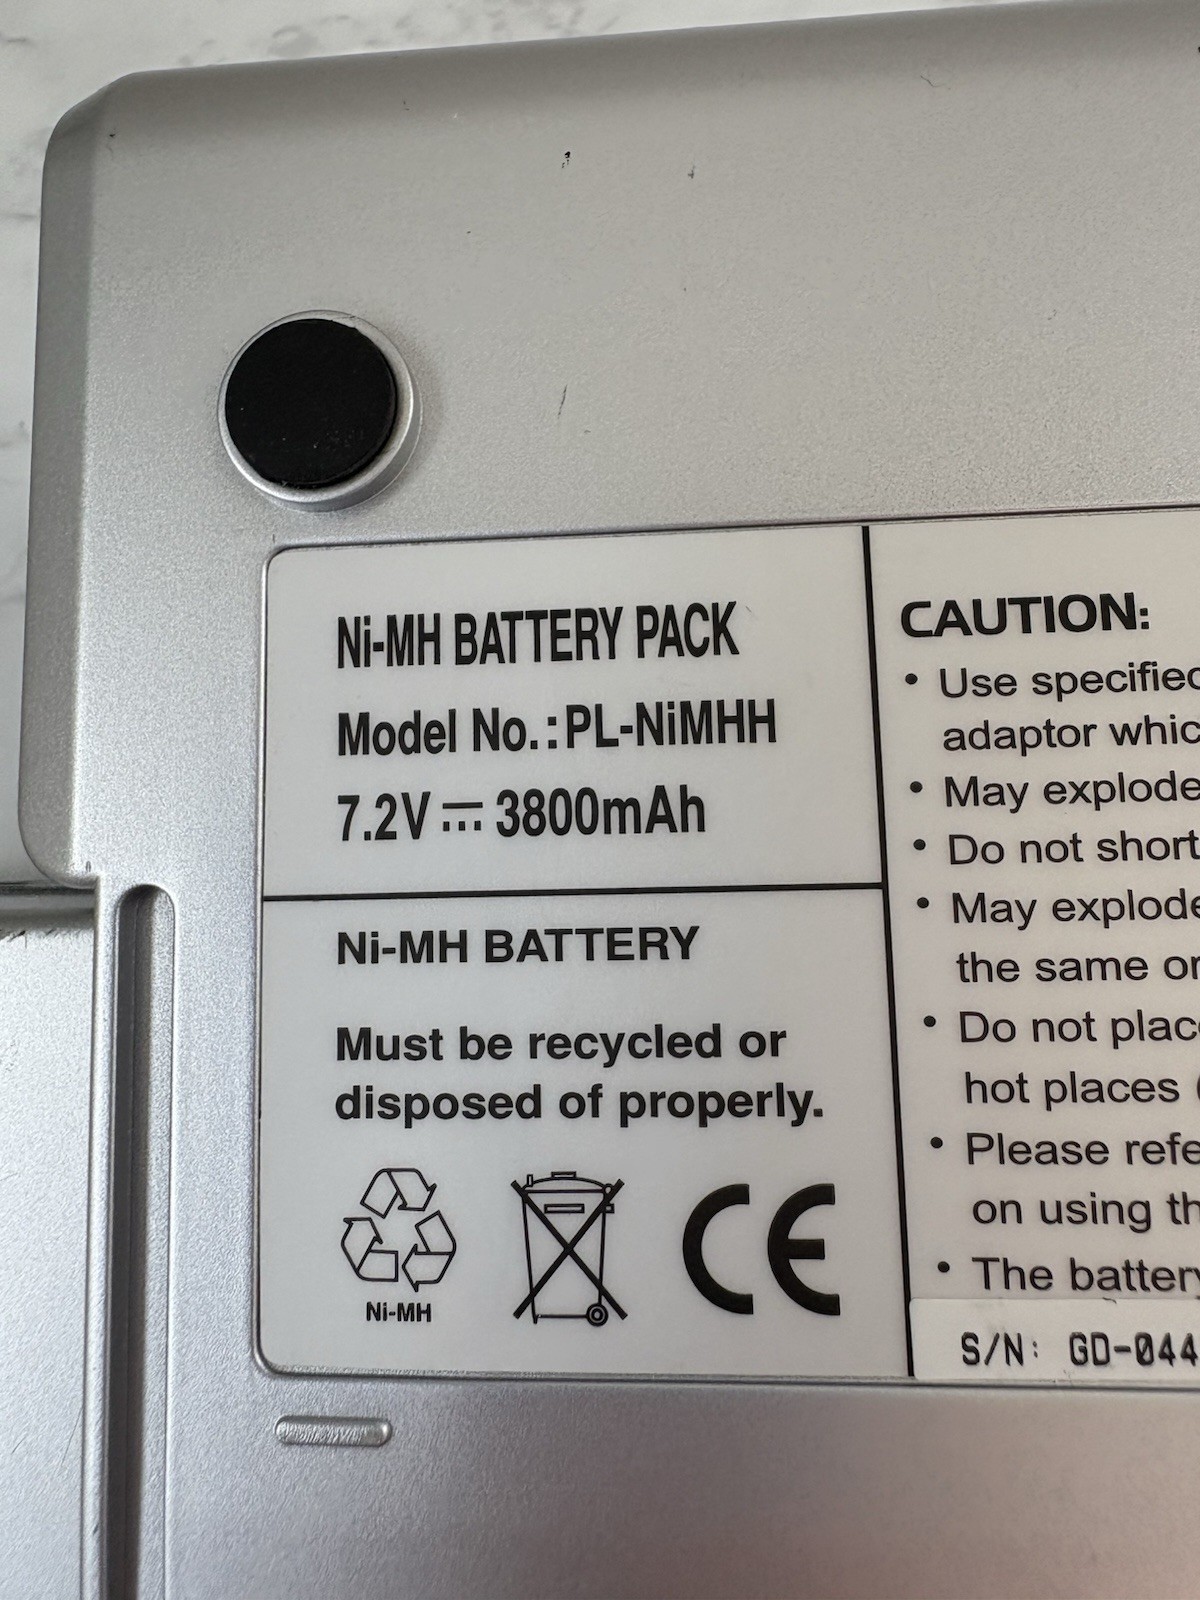 Ni-MH BATTERY PACK
Model No.:PL-NiMHH
7.2V ⎓ 3800mAh
Ni-MH BATTERY
Must be recycled or
disposed of properly.
Ni-MH
CE
CAUTION:
• Use specified
adaptor
• May explode
• Do not short
• May explode
the same or
• Do not
hot places (
• Please
on using
• The battery
S/N: GD-044